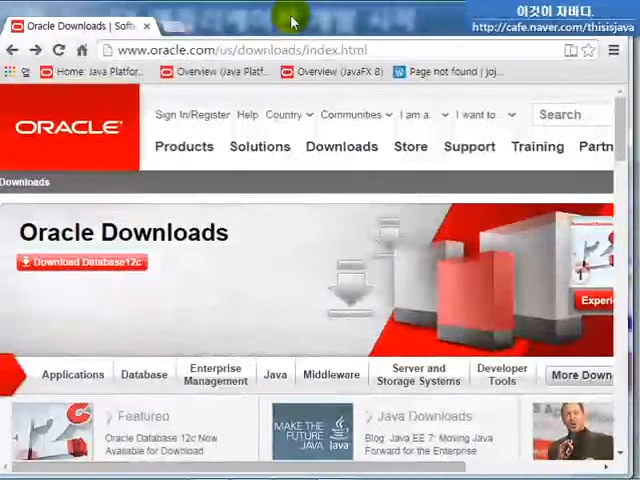 이것이 자바다.
http://cafe.naver.com/thisisjava
Oracle Downloads | Soft
www.oracle.com/us/downloads/index.html
앱
Home: Java Platfor...
Overview (Java Platf...
Overview (JavaFX 8)
Page not found | joj...
ORACLE
Sign In/Register Help Country Communities I am a... I want to... Search
Products Solutions Downloads Store Support Training Partn
Downloads
Oracle Downloads
Download Database12c
Experi
Applications
Database
Enterprise
Management
Java
Middleware
Server and
Storage Systems
Developer
Tools
More Down
Featured
Oracle Database 12c Now
Available for Download
MAKE THE
FUTURE
JAVA
Java
Java Downloads
Blog: Java EE 7: Moving Java
Forward for the Enterprise